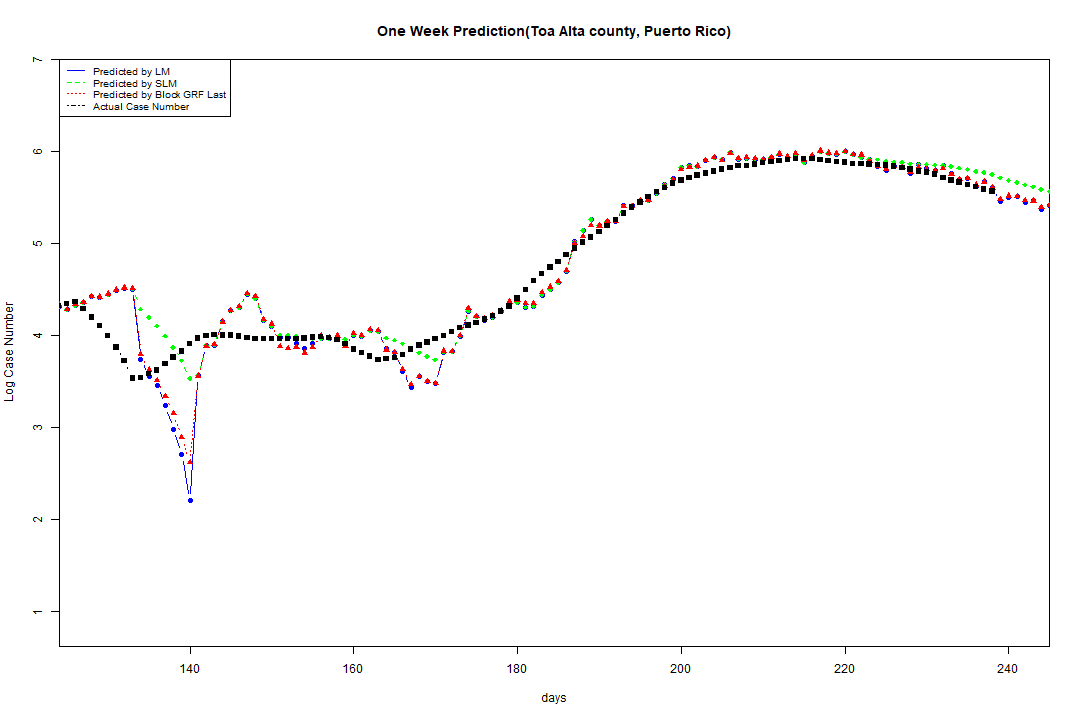 One Week Prediction(Toa Alta county, Puerto Rico)
Predicted by LM
Predicted by SLM
Predicted by Block GRF Last
Actual Case Number
7
6
5
4
3
2
1
Log Case Number
140 160 180 200 220 240
days